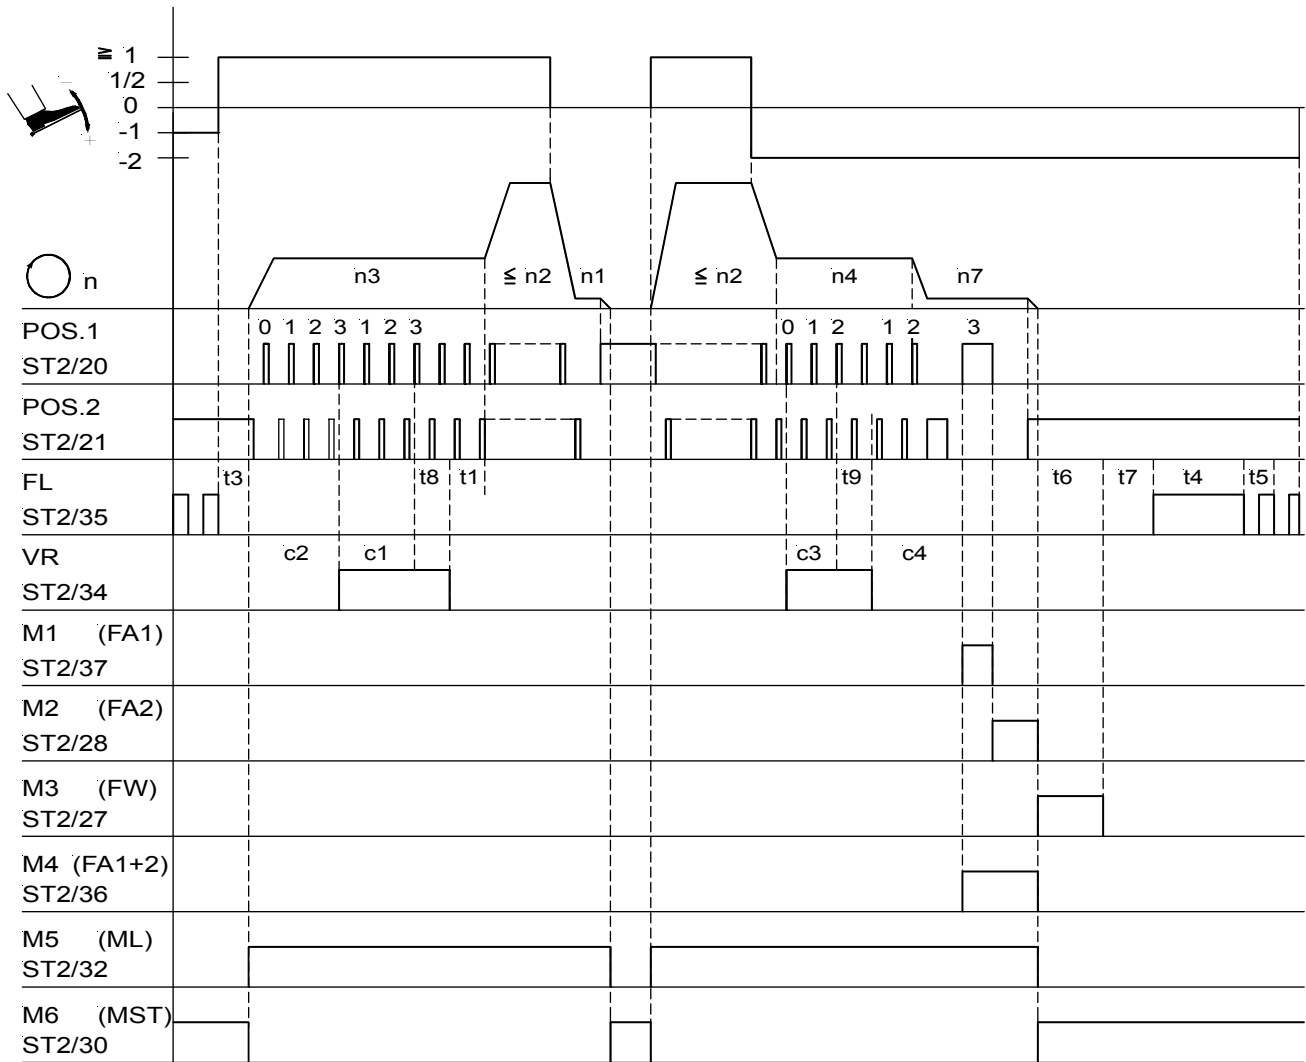 ≧ 1
1/2
0
-1
-2
−
+
n
n3
≦ n2
n1
≦ n2
n4
n7
POS.1
ST2/20
0 1 2 3 1 2 3
0 1 2 1 2 3
POS.2
ST2/21
FL
ST2/35
t3
t8
t1
t9
t6
t7
t4
t5
VR
ST2/34
c2
c1
c3
c4
M1 (FA1)
ST2/37
M2 (FA2)
ST2/28
M3 (FW)
ST2/27
M4 (FA1+2)
ST2/36
M5 (ML)
ST2/32
M6 (MST)
ST2/30